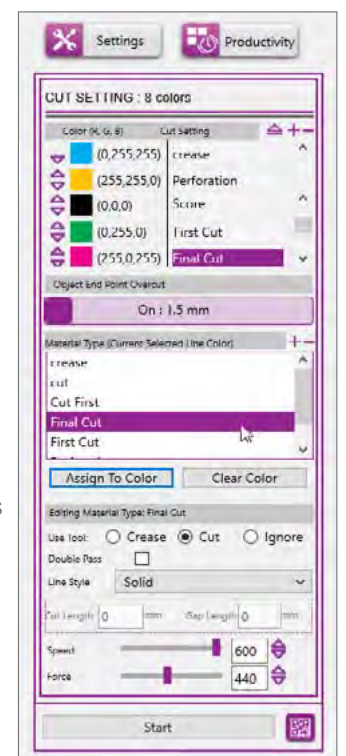 Settings Productivity
CUT SETTING : 8 colors
Color (R, G, B) Cut Setting
(0,255,255) crease
(255,255,0) Perforation
(0,0,0) Score
(0,255,0) First Cut
(255,0,255) Final Cut
Object End Point Overcut
On : 1.5 mm
Material Type (Current Selected Line Color)
crease
cut
Cut First
Final Cut
First Cut
Assign To Color Clear Color
Editing Material Type: Final Cut
Use Tool: Crease Cut Ignore
Double Pass
Line Style Solid
Cut Length 0 mm Gap Length 0 mm
Speed 600
Force 440
Start